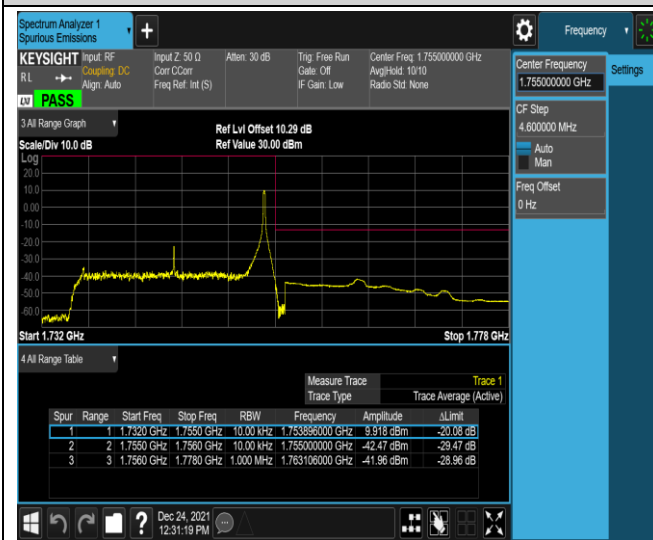 Spectrum Analyzer 1
Spurious Emissions
+
Frequency
KEYSIGHT
RL
Input: RF
Coupling: DC
Align: Auto
Input Z: 50 Ω
Corr CCorr
Freq Ref: Int (S)
Atten: 30 dB
Trig: Free Run
Gate: Off
IF Gain: Low
Center Freq: 1.755000000 GHz
Avg|Hold: 10/10
Radio Std: None
LXI PASS
Center Frequency
1.755000000 GHz
Settings
CF Step
4.600000 MHz
Auto
Man
Freq Offset
0 Hz
3 All Range Graph
Scale/Div 10.0 dB
Ref Lvl Offset 10.29 dB
Ref Value 30.00 dBm
Log
20.0
10.0
0.00
-10.0
-20.0
-30.0
-40.0
-50.0
-60.0
Start 1.732 GHz Stop 1.778 GHz
4 All Range Table
Measure Trace Trace 1
Trace Type Trace Average (Active)
Spur Range Start Freq Stop Freq RBW Frequency Amplitude ΔLimit
1 1 1.7320 GHz 1.7550 GHz 10.00 kHz 1.753896000 GHz 9.918 dBm -20.08 dB
2 2 1.7550 GHz 1.7560 GHz 10.00 kHz 1.755000000 GHz -42.47 dBm -29.47 dB
3 3 1.7560 GHz 1.7780 GHz 1.000 MHz 1.763106000 GHz -41.96 dBm -28.96 dB
?
Dec 24, 2021
12:31:19 PM